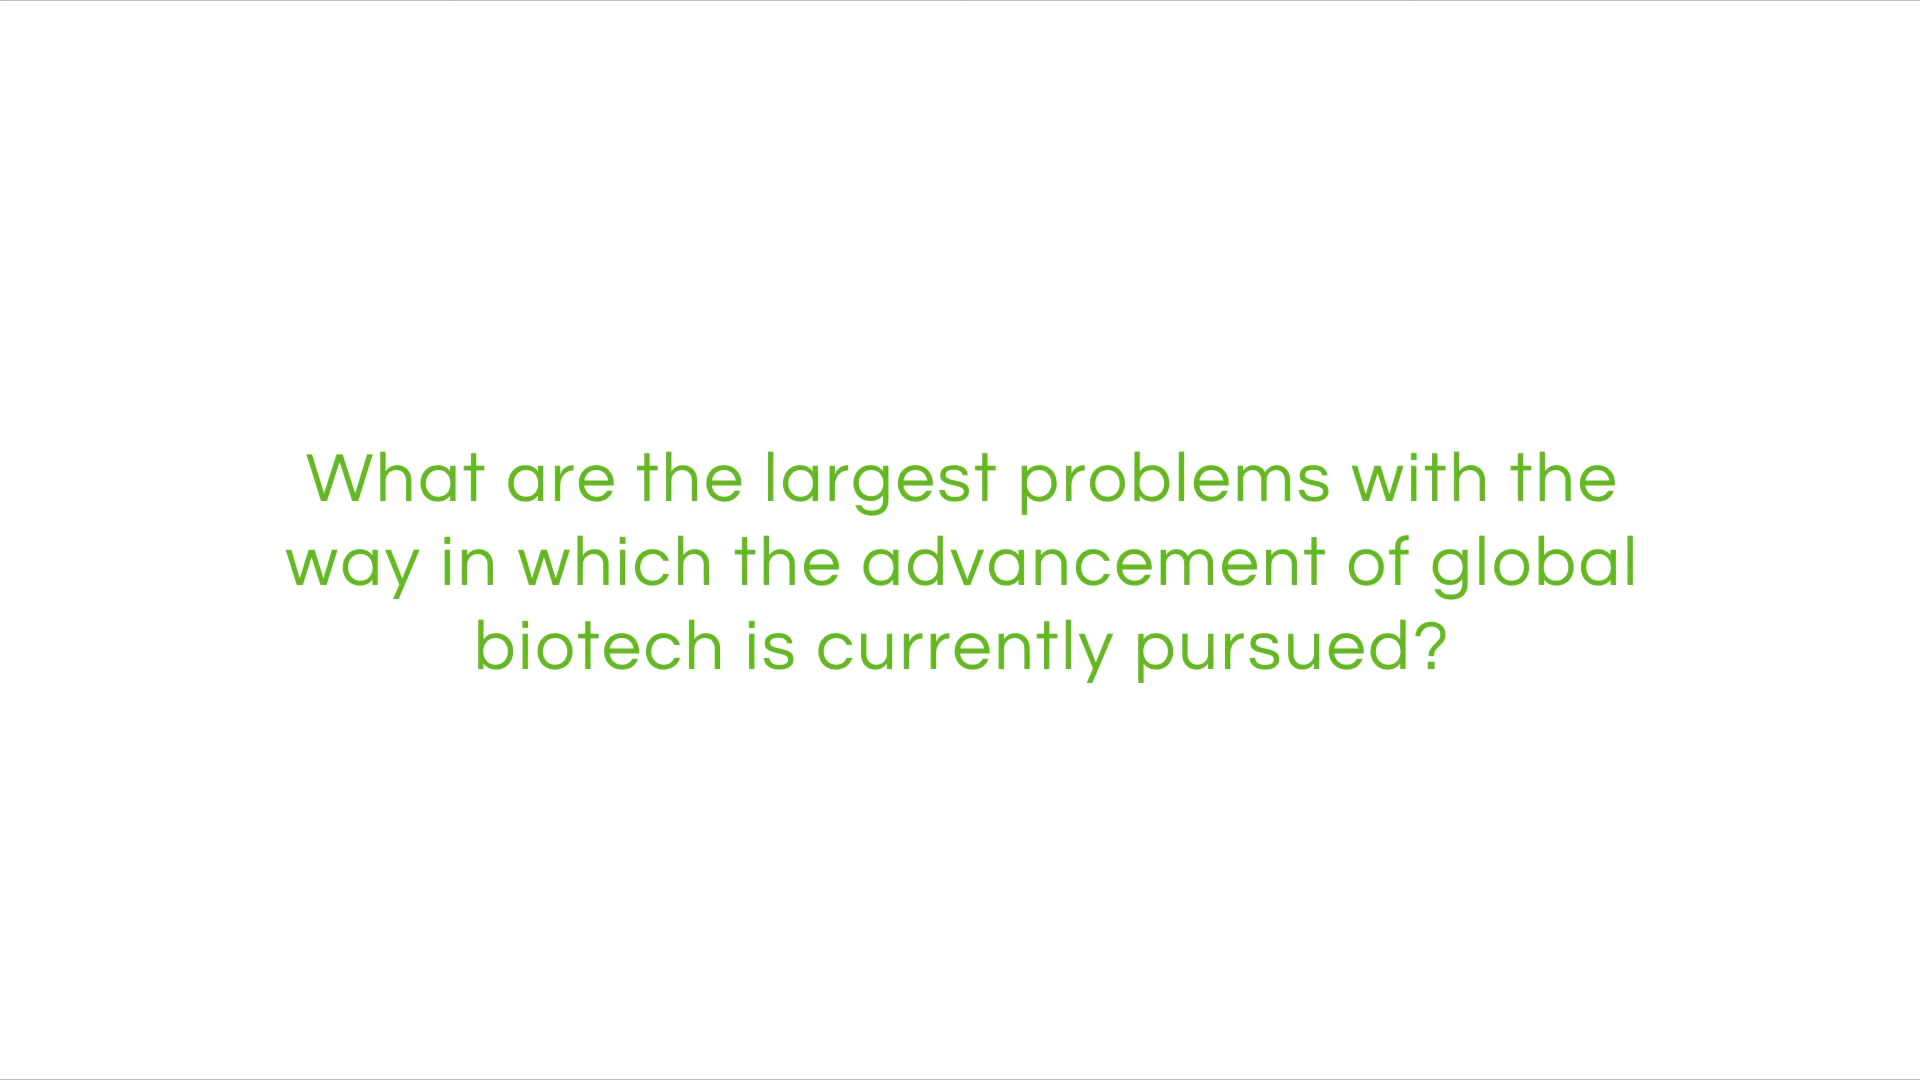 What are the largest problems with the
way in which the advancement of global
biotech is currently pursued?